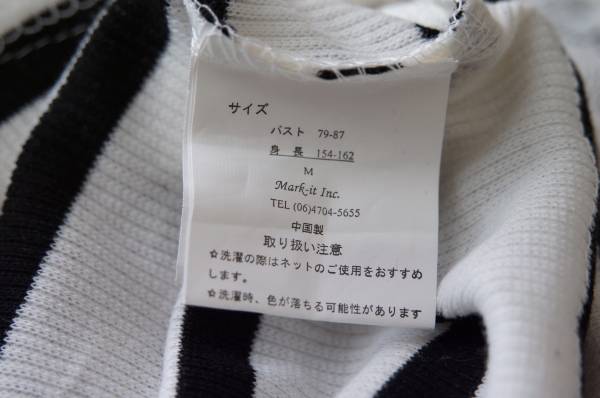 サイズ
バスト 79-87
身長 154-162
M
Mark-it Inc.
TEL (06)4704-5655
中国製
取り扱い注意
☆洗濯の際はネットのご使用をおすすめ
します。
☆洗濯時、色が落ちる可能性があります